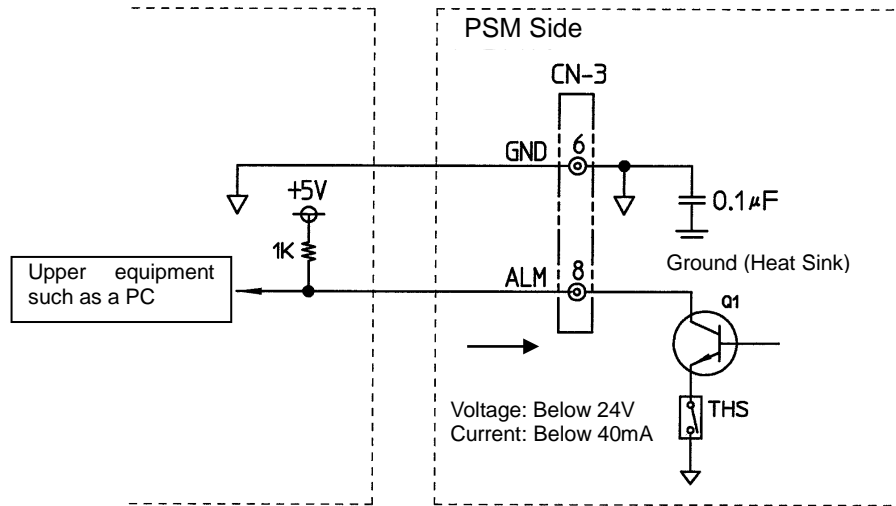 PSM Side
CN-3
GND
6
+5V
0.1μF
1K
Upper equipment
such as a PC
ALM
8
Ground (Heat Sink)
Q1
Voltage: Below 24V
Current: Below 40mA
THS